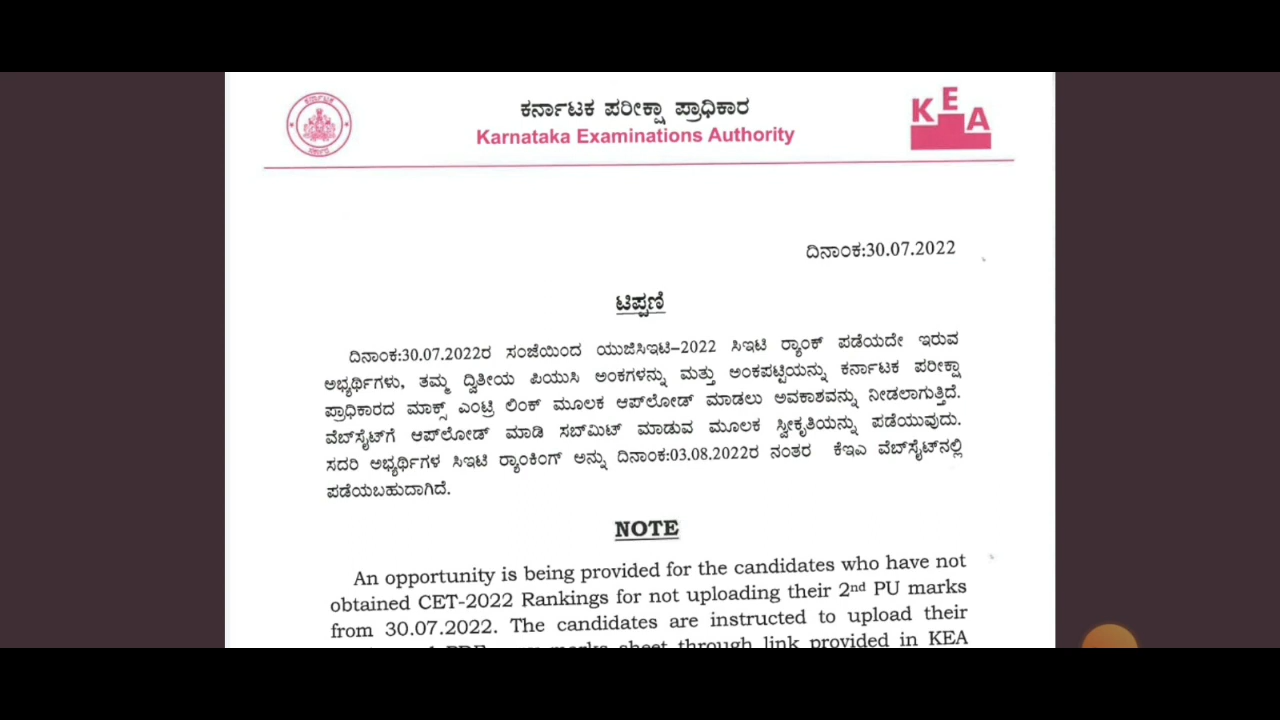 ಕರ್ನಾಟಕ ಪರೀಕ್ಷಾ ಪ್ರಾಧಿಕಾರ
Karnataka Examinations Authority
KEA
ದಿನಾಂಕ:30.07.2022
ಟಿಪ್ಪಣಿ
ದಿನಾಂಕ:30.07.2022ರ ಸಂಜೆಯಿಂದ ಯುಜಿಸಿಇಟಿ–2022 ಸಿಇಟಿ ರ‍್ಯಾಂಕ್ ಪಡೆಯದೇ ಇರುವ
ಅಭ್ಯರ್ಥಿಗಳು, ತಮ್ಮ ದ್ವಿತೀಯ ಪಿಯುಸಿ ಅಂಕಗಳನ್ನು ಮತ್ತು ಅಂಕಪಟ್ಟಿಯನ್ನು ಕರ್ನಾಟಕ ಪರೀಕ್ಷಾ
ಪ್ರಾಧಿಕಾರದ ಮಾರ್ಕ್ಸ್ ಎಂಟ್ರಿ ಲಿಂಕ್ ಮೂಲಕ ಆಪ್‌ಲೋಡ್ ಮಾಡಲು ಅವಕಾಶವನ್ನು ನೀಡಲಾಗುತ್ತಿದೆ.
ವೆಬ್‌ಸೈಟ್‌ಗೆ ಆಪ್‌ಲೋಡ್ ಮಾಡಿ ಸಬ್‌ಮಿಟ್ ಮಾಡುವ ಮೂಲಕ ಸ್ವೀಕೃತಿಯನ್ನು ಪಡೆಯುವುದು.
ಸದರಿ ಅಭ್ಯರ್ಥಿಗಳ ಸಿಇಟಿ ರ‍್ಯಾಂಕಿಂಗ್ ಅನ್ನು ದಿನಾಂಕ:03.08.2022ರ ನಂತರ ಕೆಇಎ ವೆಬ್‌ಸೈಟ್‌ನಲ್ಲಿ
ಪಡೆಯಬಹುದಾಗಿದೆ.
NOTE
An opportunity is being provided for the candidates who have not
obtained CET-2022 Rankings for not uploading their 2nd PU marks
from 30.07.2022. The candidates are instructed to upload their
marks sheet through link provided in KEA